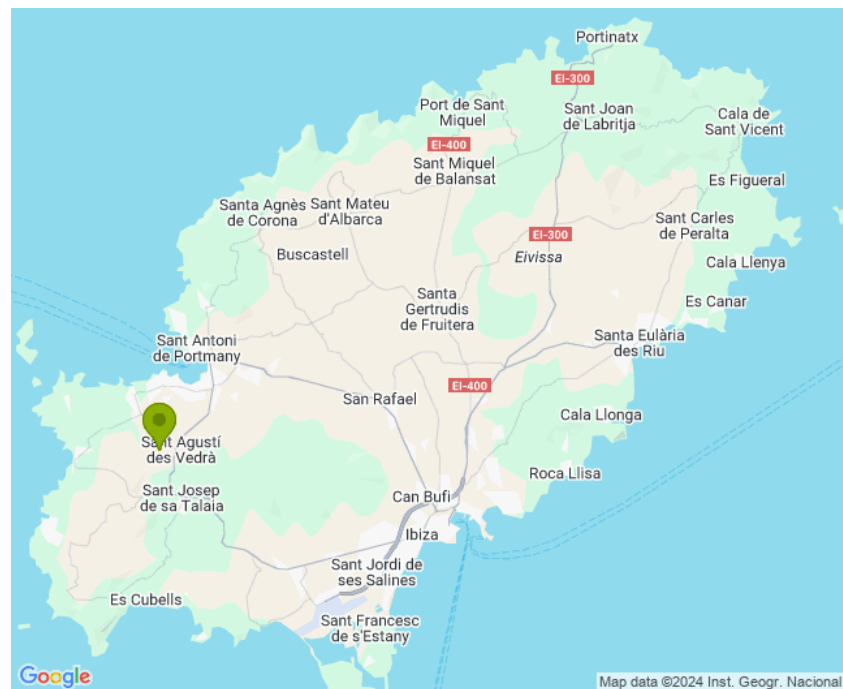 Portinatx
EI-300
Port de Sant
Miquel
Sant Joan
de Labritja
Cala de
Sant Vicent
EI-400
Sant Miquel
de Balansat
Es Figueral
Santa Agnès
de Corona
Sant Mateu
d'Albarca
Sant Carles
de Peralta
EI-300
Buscastell
Eivissa
Cala Llenya
Santa
Gertrudis
de Fruitera
Es Canar
Sant Antoni
de Portmany
Santa Eulària
des Riu
EI-400
San Rafael
Cala Llonga
Sant Agustí
des Vedrà
Roca Llisa
Sant Josep
de sa Talaia
Can Bufi
Ibiza
Sant Jordi de
ses Salines
Es Cubells
Sant Francesc
de s'Estany
Google
Map data ©2024 Inst. Geogr. Nacional